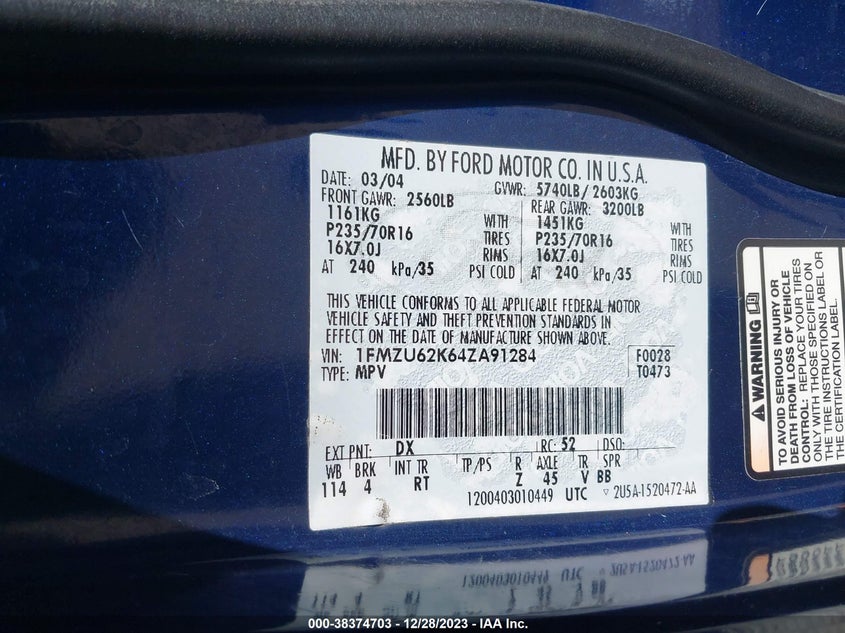 MFD. BY FORD MOTOR CO. IN U.S.A.
DATE: 03/04 GVWR: 5740LB/ 2603KG
FRONT GAWR: 2560LB REAR GAWR: 3200LB
1161KG WITH 1451KG WITH
P235/70R16 TIRES P235/70R16 TIRES
16X7.0J RIMS 16X7.0J RIMS
AT 240 kPa/35 PSI COLD AT 240 kPa/35 PSI COLD
THIS VEHICLE CONFORMS TO ALL APPLICABLE FEDERAL MOTOR
VEHICLE SAFETY AND THEFT PREVENTION STANDARDS IN
EFFECT ON THE DATE OF MANUFACTURE SHOWN ABOVE.
VIN: 1FMZU62K64ZA91284 F0028
TYPE: MPV T0473
EXT PNT: DX RC: 52 DSO:
WB BRK INT TR TP/PS R AXLE TR SPR
114 4 RT Z 45 V BB
1200403010449 UTC 2U5A-1520472-AA
WARNING
TO AVOID SERIOUS INJURY OR
DEATH FROM LOSS OF VEHICLE
CONTROL: REPLACE YOUR TIRES
ONLY WITH THOSE SPECIFIED ON
THE TIRE INSTRUCTIONS LABEL OR
THE CERTIFICATION LABEL.
1200403010449 UTC 2U5A-1520472-AA
000-38374703 - 12/28/2023 - IAA Inc.